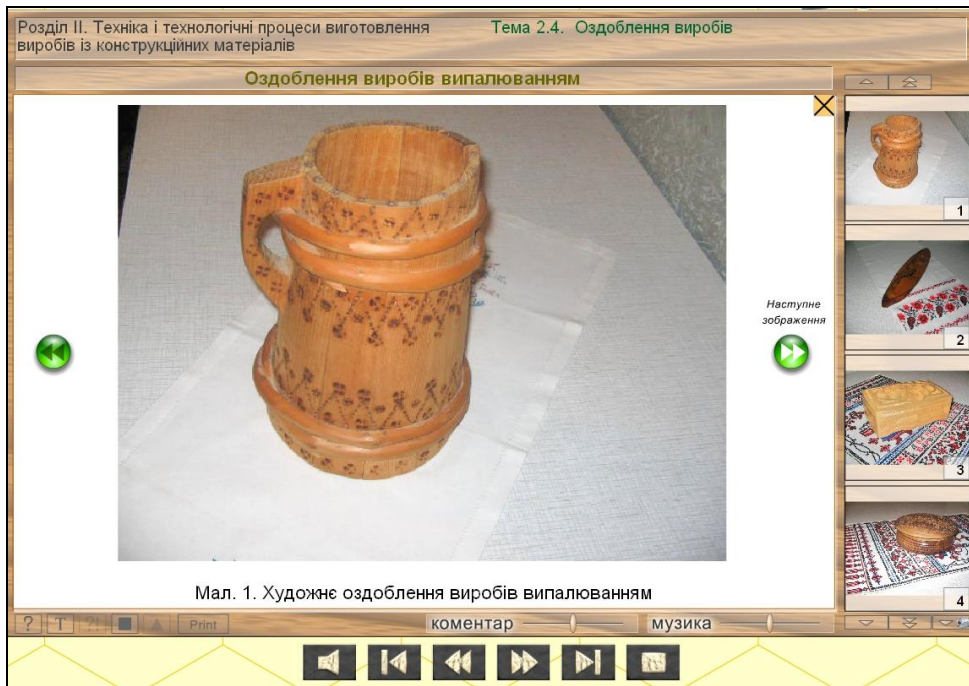 Розділ II. Техніка і технологічні процеси виготовлення
виробів із конструкційних матеріалів
Тема 2.4. Оздоблення виробів
Оздоблення виробів випалюванням
1
Наступне
зображення
2
3
Мал. 1. Художнє оздоблення виробів випалюванням
4
? T ?! Print
коментар
музика